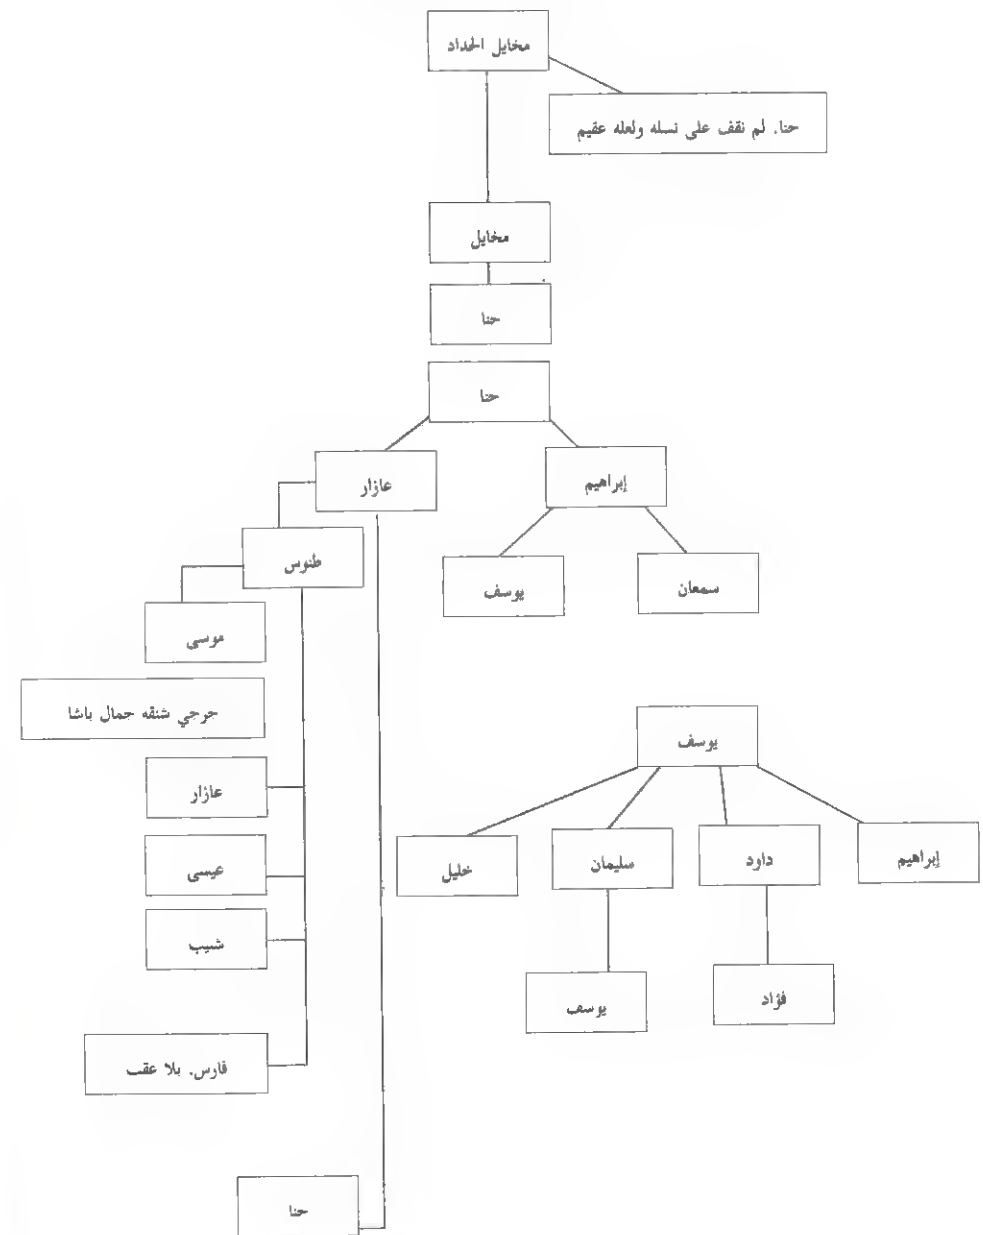 مخايل الحداد
حنا. لم نقف على نسله ولعله عقيم
مخايل
حنا
حنا
إبراهيم
عازار
سمعان
يوسف
طنوس
موسى
جرجي شنقه جمال باشا
يوسف
عازار
إبراهيم
داود
سليمان
خليل
عيسى
شبيب
فؤاد
يوسف
فارس. بلا عقب
حنا